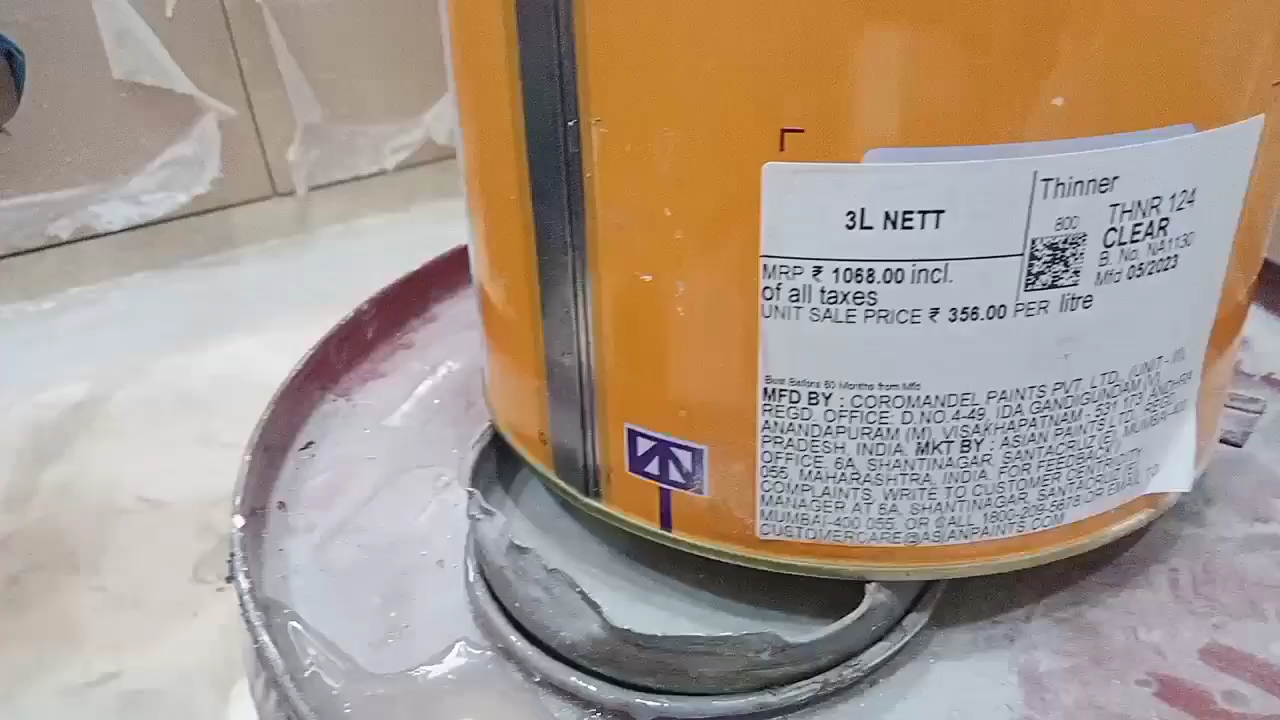 3L NETT
Thinner
800
THNR 124
CLEAR
B. No. NA1130
Mfd 05/2023
MRP ₹ 1068.00 incl.
of all taxes
UNIT SALE PRICE ₹ 356.00 PER litre
Best Before 60 Months from Mfg
MFD BY : COROMANDEL PAINTS PVT. LTD. (UNIT - II),
REGD. OFFICE: D.NO 4-49, IDA GANDIGUNDAM (V),
ANANDAPURAM (M), VISAKHAPATNAM - 531 173 ANDHRA
PRADESH, INDIA. MKT BY : ASIAN PAINTS LTD., REGD.
OFFICE. 6A, SHANTINAGAR, SANTACRUZ (E), MUMBAI-400
055, MAHARASHTRA, INDIA. FOR FEEDBACK /
COMPLAINTS, WRITE TO CUSTOMER CENTRALITY
MANAGER AT 6A, SHANTINAGAR, SANTACRUZ (E),
MUMBAI-400 055, OR CALL 1800-209-5678 OR EMAIL TO
CUSTOMERCARE@ASIANPAINTS.COM